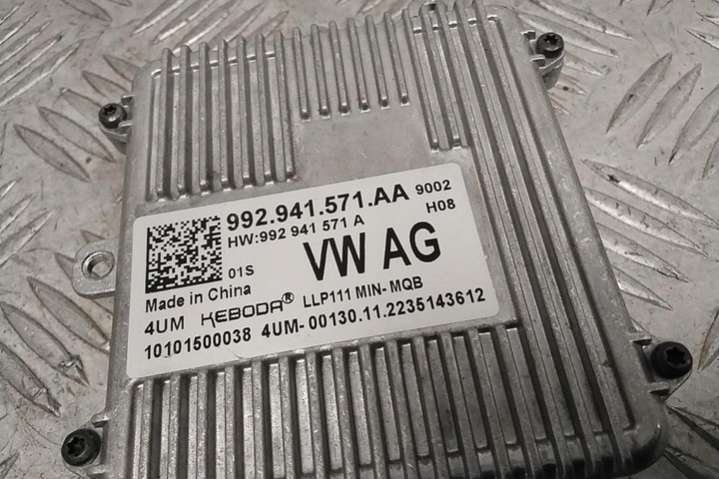 992.941.571.AA 9002
HW:992 941 571 A H08
01S VW AG
Made in China
4UM KEBODA® LLP111 MIN-MQB
10101500038 4UM-00130.11.2235143612